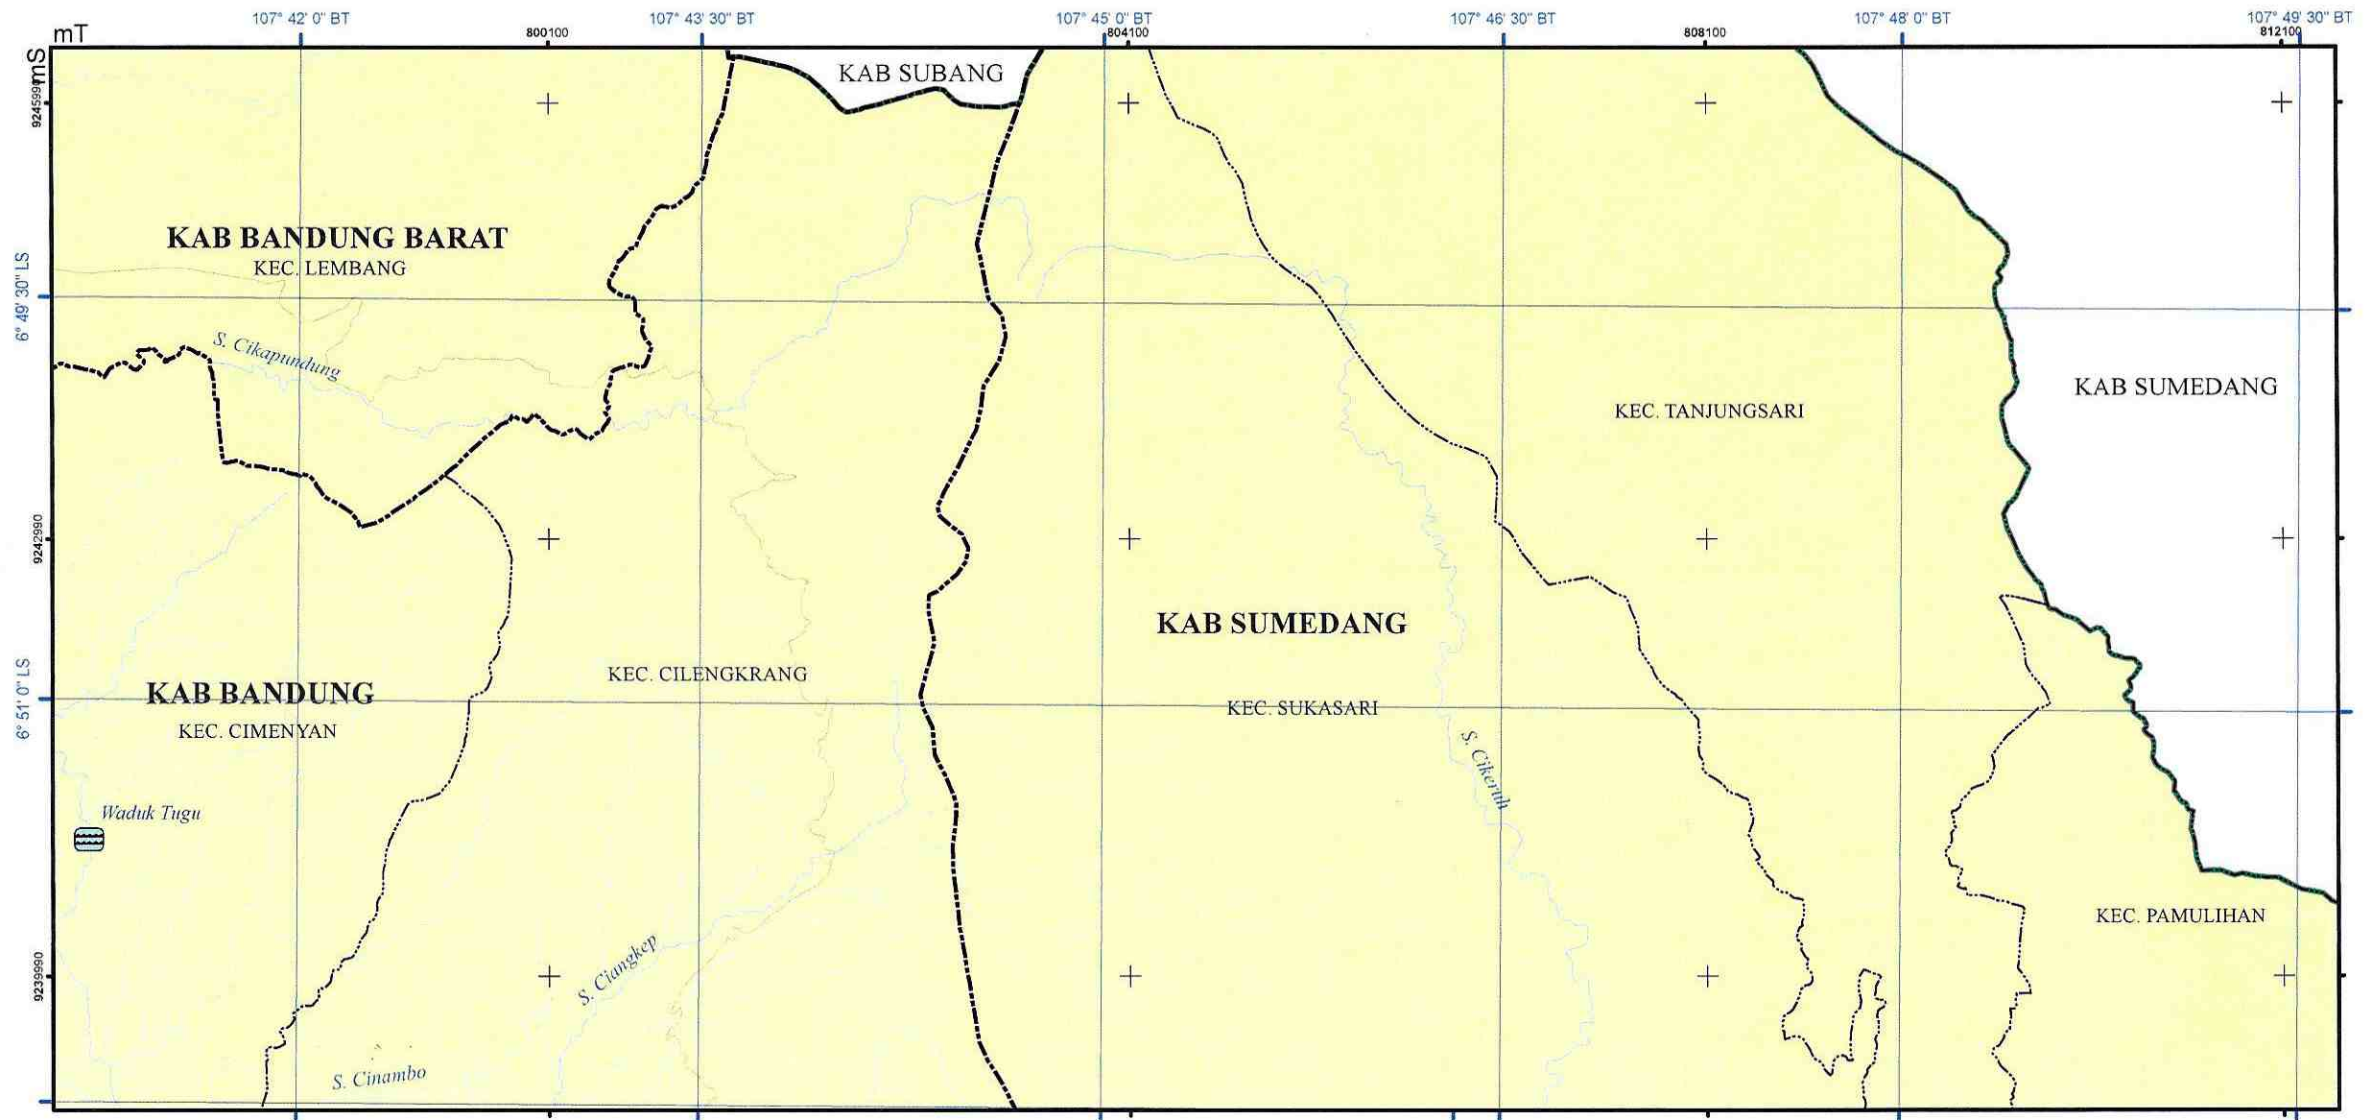 107° 42' 0" BT
107° 43' 30" BT
107° 45' 0" BT
107° 46' 30" BT
107° 48' 0" BT
107° 49' 30" BT
mT
800100
804100
808100
812100
mS
KAB SUBANG
KAB BANDUNG BARAT
KEC. LEMBANG
6° 49' 30" LS
S. Cikapundung
KAB SUMEDANG
KEC. TANJUNGSARI
9242990
KAB SUMEDANG
KEC. CILENGKRANG
KAB BANDUNG
6° 51' 0" LS
KEC. SUKASARI
KEC. CIMENYAN
S. Cikeruh
Waduk Tugu
KEC. PAMULIHAN
9239990
S. Ciangkep
S. Cinambo